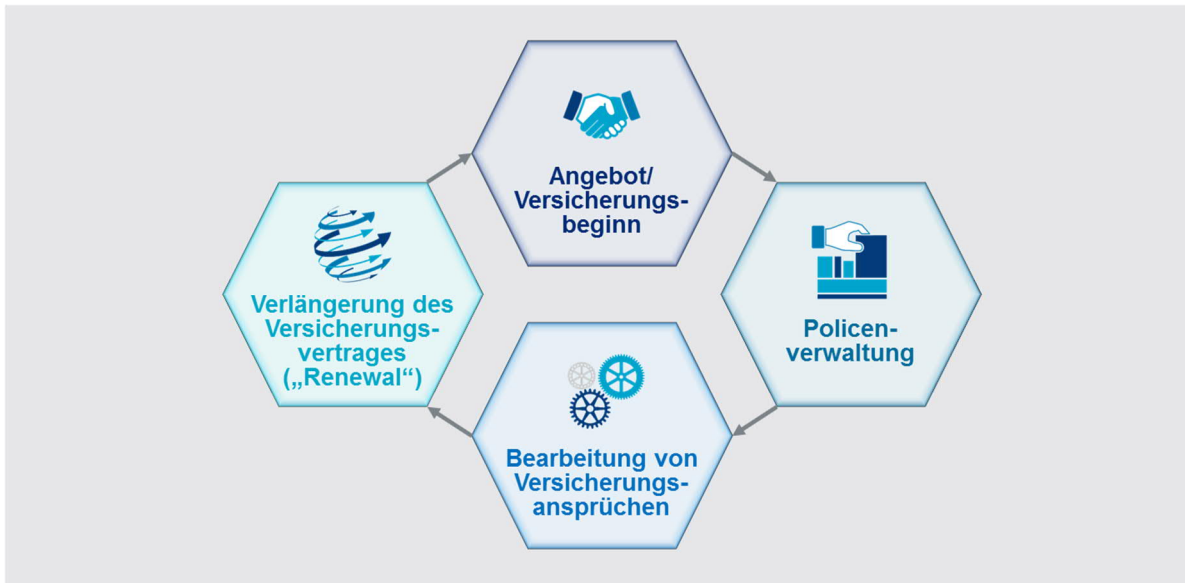 Angebot/
Versicherungs-
beginn
Policen-
verwaltung
Bearbeitung von
Versicherungs-
ansprüchen
Verlängerung des
Versicherungs-
vertrages
(„Renewal“)